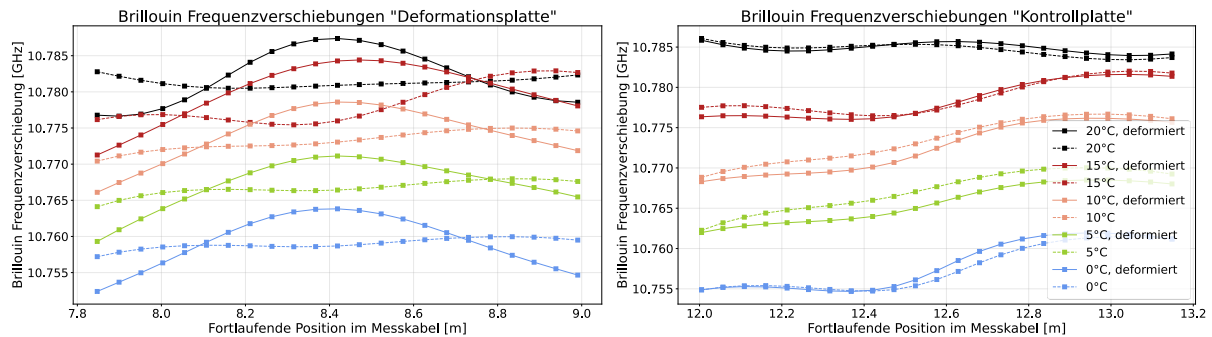 Brillouin Frequenzverschiebungen "Deformationsplatte"
Brillouin Frequenzverschiebung [GHz]
10.785
10.780
10.775
10.770
10.765
10.760
10.755
7.8
8.0
8.2
8.4
8.6
8.8
9.0
Fortlaufende Position im Messkabel [m]
Brillouin Frequenzverschiebungen "Kontrollplatte"
Brillouin Frequenzverschiebung [GHz]
10.785
10.780
10.775
10.770
10.765
10.760
10.755
12.0
12.2
12.4
12.6
12.8
13.0
13.2
Fortlaufende Position im Messkabel [m]
20°C, deformiert
20°C
15°C, deformiert
15°C
10°C, deformiert
10°C
5°C, deformiert
5°C
0°C, deformiert
0°C